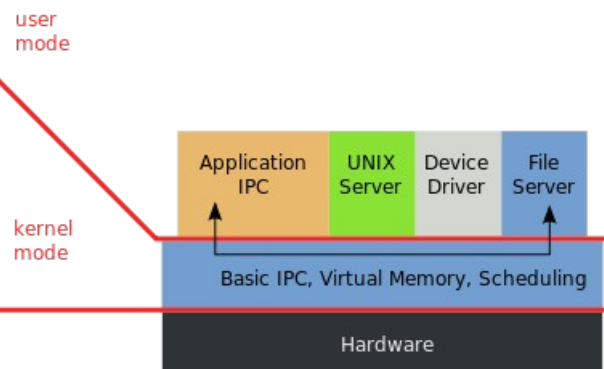 user
mode
Application
IPC
UNIX
Server
Device
Driver
File
Server
kernel
mode
Basic IPC, Virtual Memory, Scheduling
Hardware